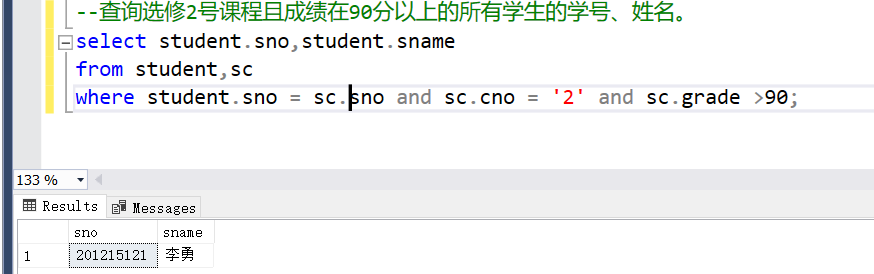 --查询选修2号课程且成绩在90分以上的所有学生的学号、姓名。
select student.sno,student.sname
from student,sc
where student.sno = sc.sno and sc.cno = '2' and sc.grade >90;
133 %
Results Messages
sno sname
1 201215121 李勇